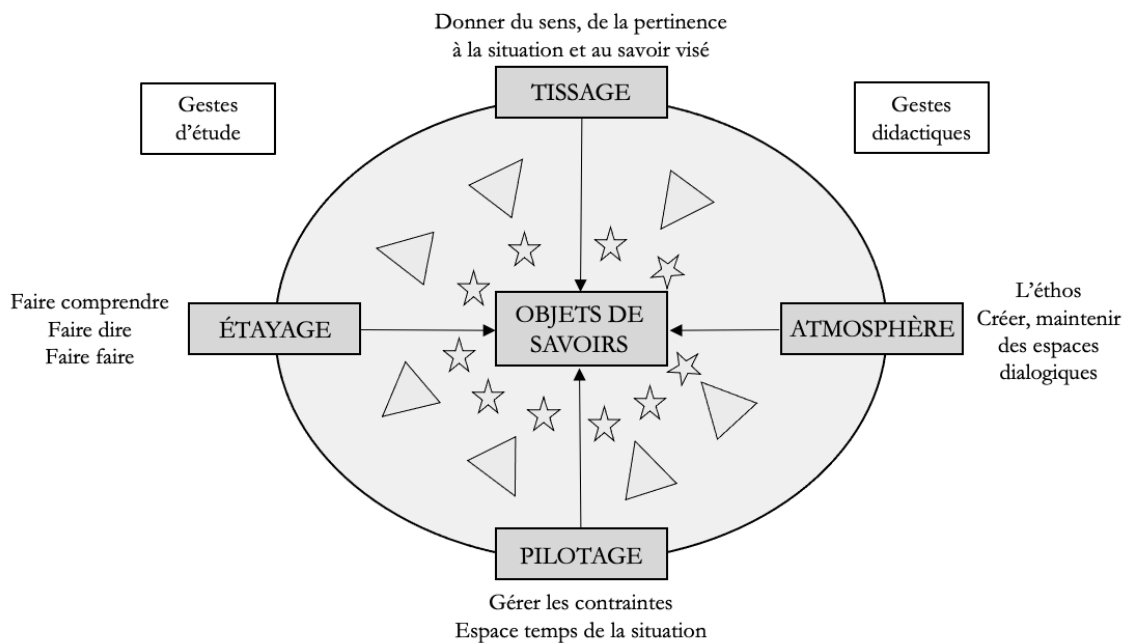 Donner du sens, de la pertinence
à la situation et au savoir visé
TISSAGE
Gestes
d'étude
Gestes
didactiques
Faire comprendre
Faire dire
Faire faire
ÉTAYAGE
OBJETS DE
SAVOIRS
ATMOSPHÈRE
L'éthos
Créer, maintenir
des espaces
dialogiques
PILOTAGE
Gérer les contraintes
Espace temps de la situation